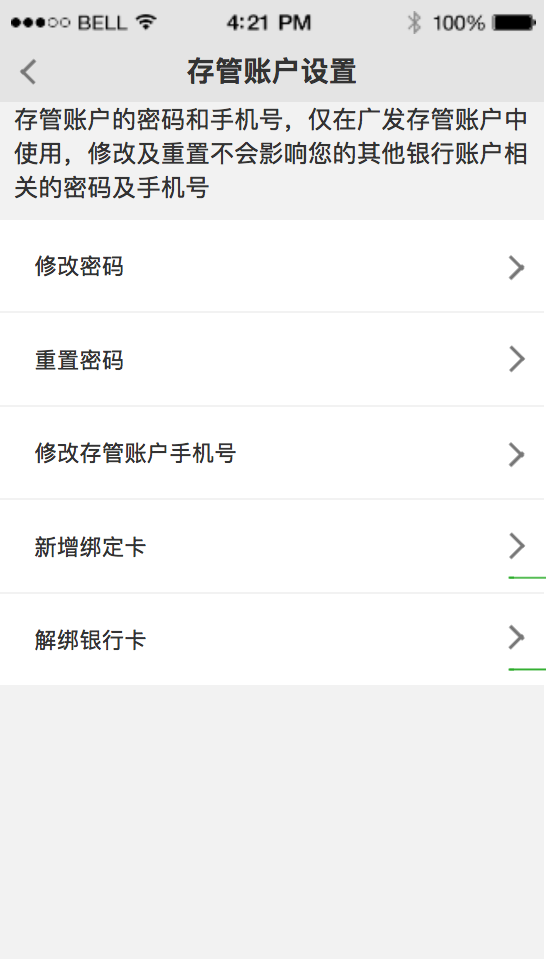 BELL 4:21 PM 100%
存管账户设置
存管账户的密码和手机号，仅在广发存管账户中
使用，修改及重置不会影响您的其他银行账户相
关的密码及手机号
修改密码
重置密码
修改存管账户手机号
新增绑定卡
解绑银行卡